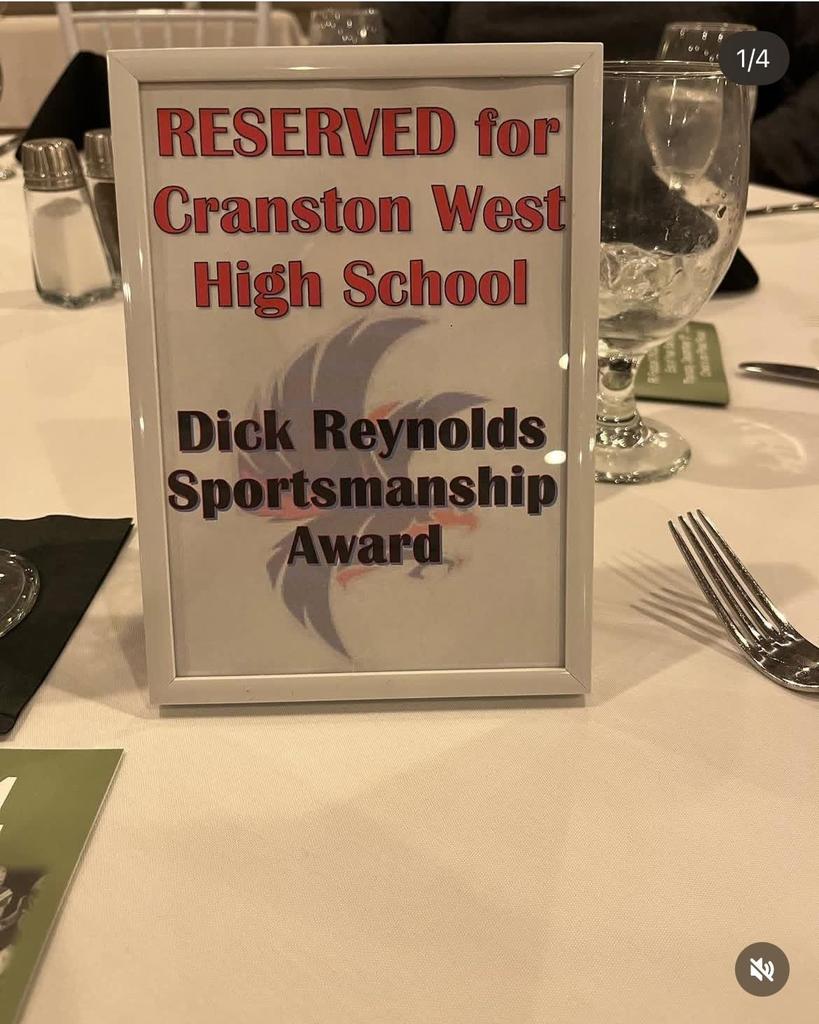 1/4
RESERVED for
Cranston West
High School
Dick Reynolds
Sportsmanship
Award